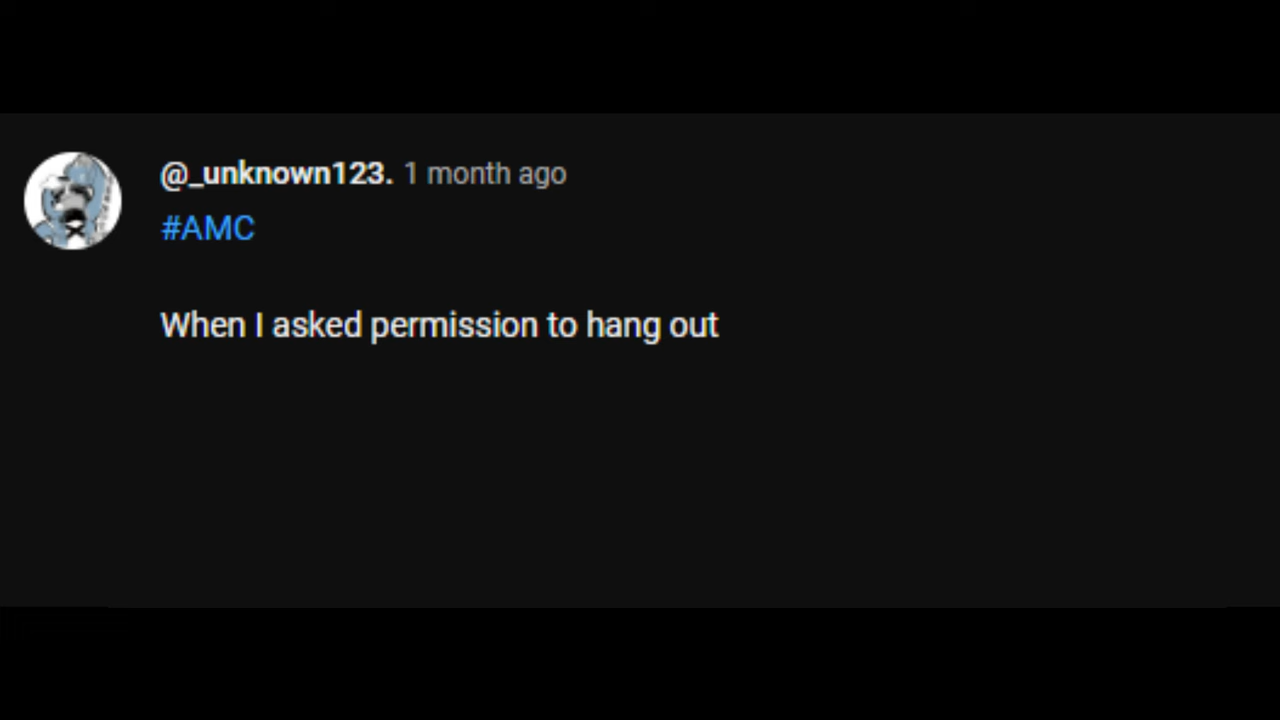 @_unknown123. 1 month ago
#AMC
When I asked permission to hang out